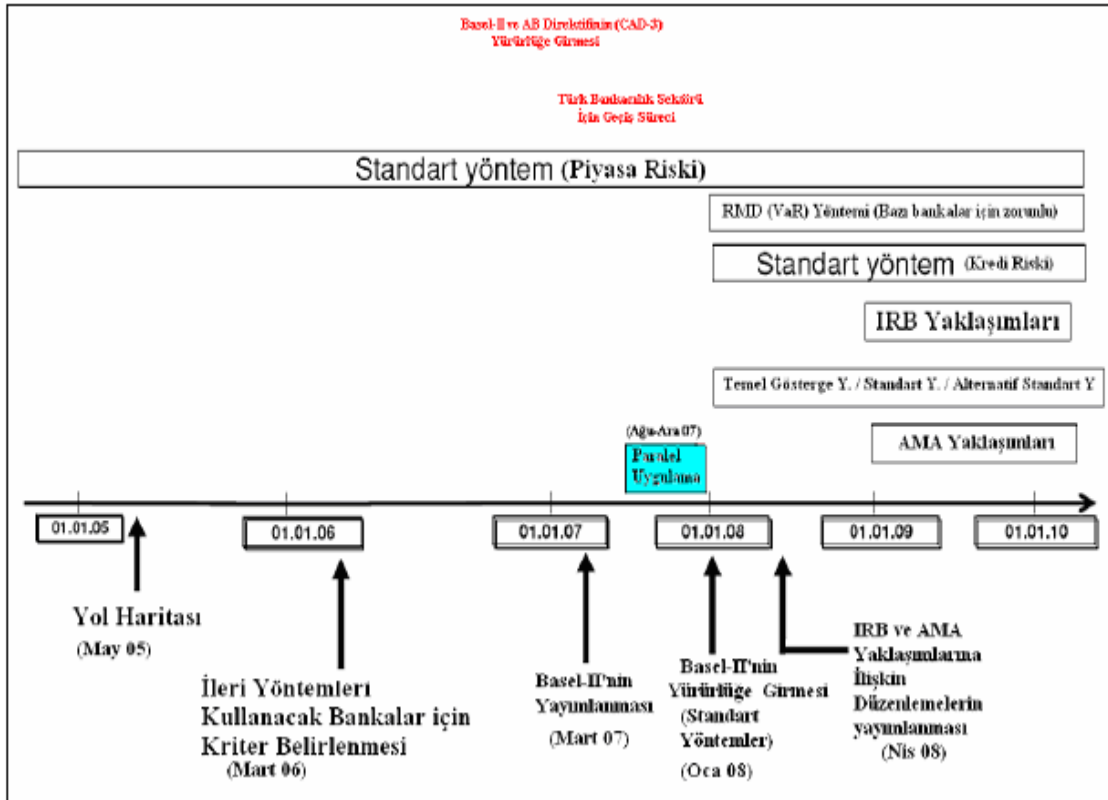 Basel-II ve AB Direktifinin (CAD-3)
Yürürlüğe Girmesi
Türk Bankacılık Sektörü
İçin Geçiş Süreci
Standart yöntem (Piyasa Riski)
RMD (VaR) Yöntemi (Bazı bankalar için zorunlu)
Standart yöntem (Kredi Riski)
IRB Yaklaşımları
Temel Gösterge Y. / Standart Y. / Alternatif Standart Y
(Ağu-Ara 07)
Paralel
Uygulama
AMA Yaklaşımları
01.01.05
01.01.06
01.01.07
01.01.08
01.01.09
01.01.10
Yol Haritası
(May 05)
İleri Yöntemleri
Kullanacak Bankalar için
Kriter Belirlenmesi
(Mart 06)
Basel-II'nin
Yayımlanması
(Mart 07)
Basel-II'nin
Yürürlüğe Girmesi
(Standart
Yöntemler)
(Oca 08)
IRB ve AMA
Yaklaşımlarına
İlişkin
Düzenlemelerin
yayımlanması
(Nis 08)